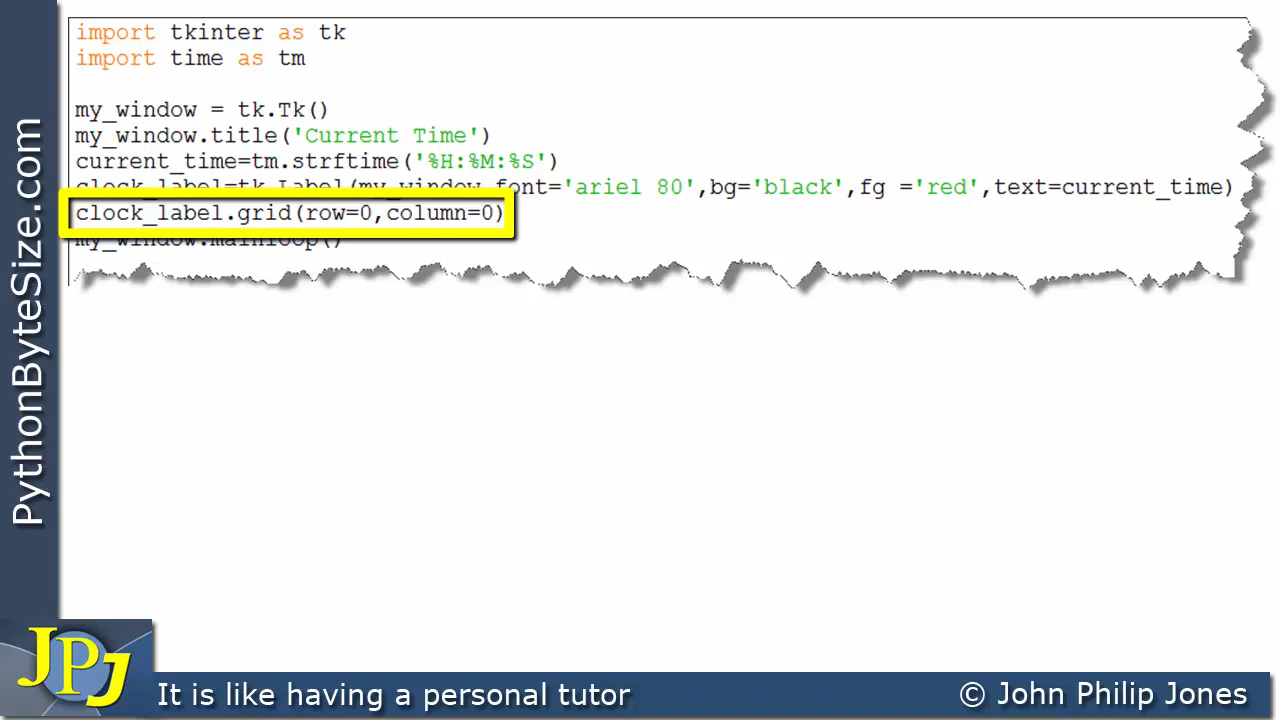 import tkinter as tk
import time as tm
my_window = tk.Tk()
my_window.title('Current Time')
current_time=tm.strftime('%H:%M:%S')
clock_label=tk.Label(my_window,font='ariel 80',bg='black',fg ='red',text=current_time)
clock_label.grid(row=0,column=0)
my_window.mainloop()
PythonByteSize.com
JPJ
It is like having a personal tutor
© John Philip Jones